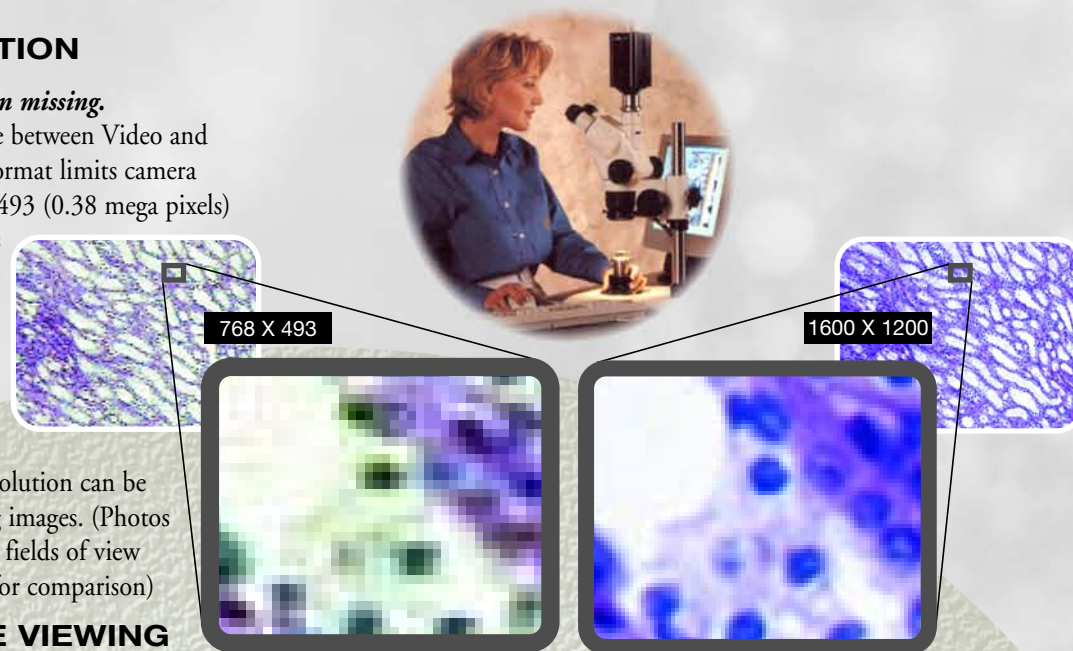 TION
n missing.
e between Video and
ormat limits camera
493 (0.38 mega pixels)
768 X 493
1600 X 1200
olution can be
g images. (Photos
fields of view
or comparison)
E VIEWING